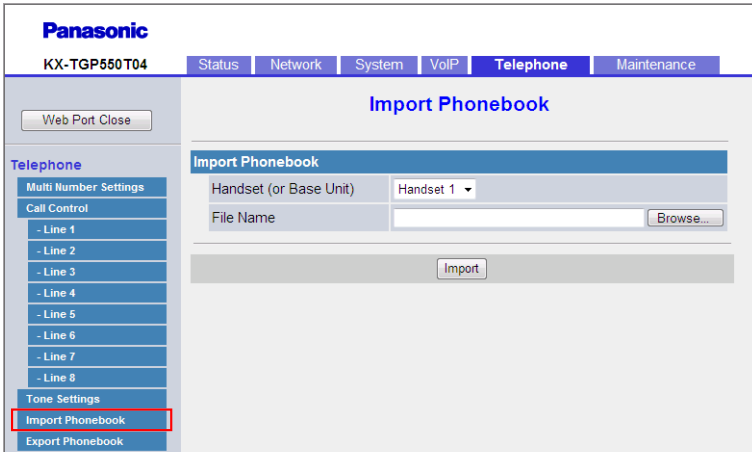 Panasonic
KX-TGP550T04
Status Network System VoIP Telephone Maintenance
Web Port Close
Import Phonebook
Telephone
Multi Number Settings
Call Control
- Line 1
- Line 2
- Line 3
- Line 4
- Line 5
- Line 6
- Line 7
- Line 8
Tone Settings
Import Phonebook
Export Phonebook
Import Phonebook
Handset (or Base Unit) Handset 1
File Name Browse...
Import